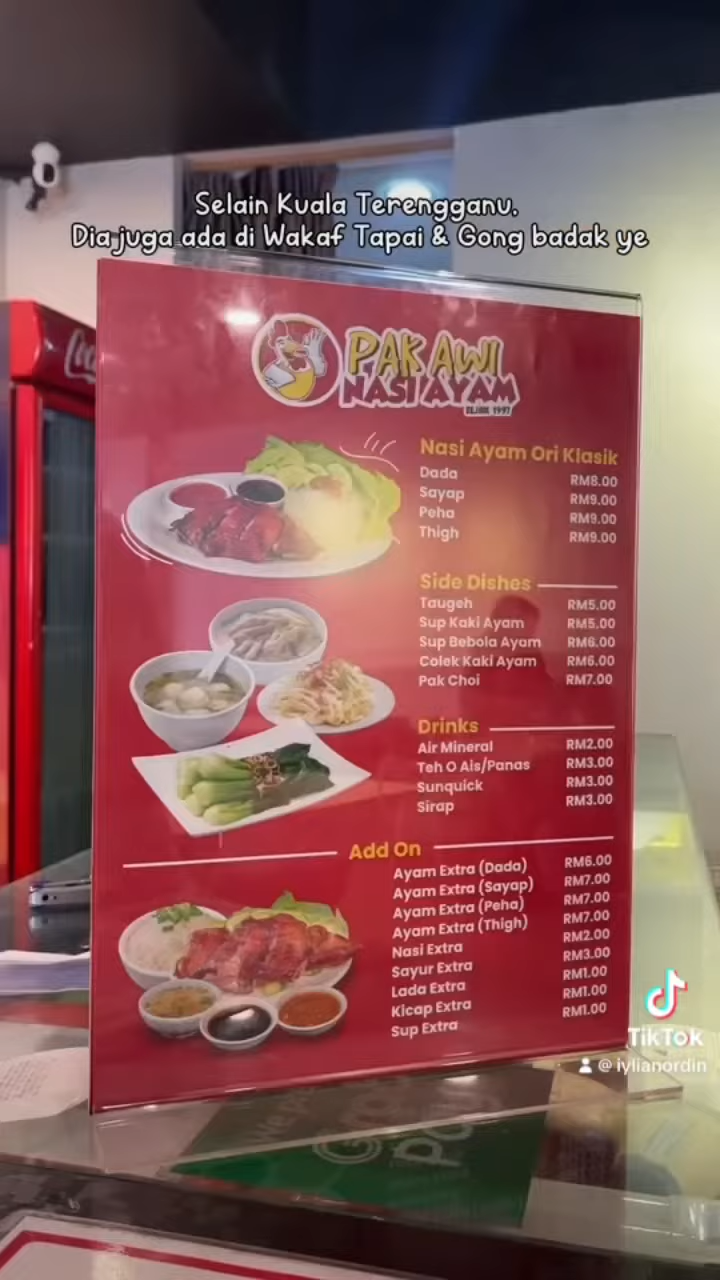 Selain Kuala Terengganu,
Dia juga ada di Wakaf Tapai & Gong badak ye
Coc
PAK AWI
NASI AYAM
SEJAK 1997
Nasi Ayam Ori Klasik
Dada RM8.00
Sayap RM9.00
Peha RM9.00
Thigh RM9.00
Side Dishes
Taugeh RM5.00
Sup Kaki Ayam RM5.00
Sup Bebola Ayam RM6.00
Colek Kaki Ayam RM6.00
Pak Choi RM7.00
Drinks
Air Mineral RM2.00
Teh O Ais/Panas RM3.00
Sunquick RM3.00
Sirap RM3.00
Add On
Ayam Extra (Dada) RM6.00
Ayam Extra (Sayap) RM7.00
Ayam Extra (Peha) RM7.00
Ayam Extra (Thigh) RM7.00
Nasi Extra RM2.00
Sayur Extra RM3.00
Lada Extra RM1.00
Kicap Extra RM1.00
Sup Extra RM1.00
TikTok
@ iylianordin